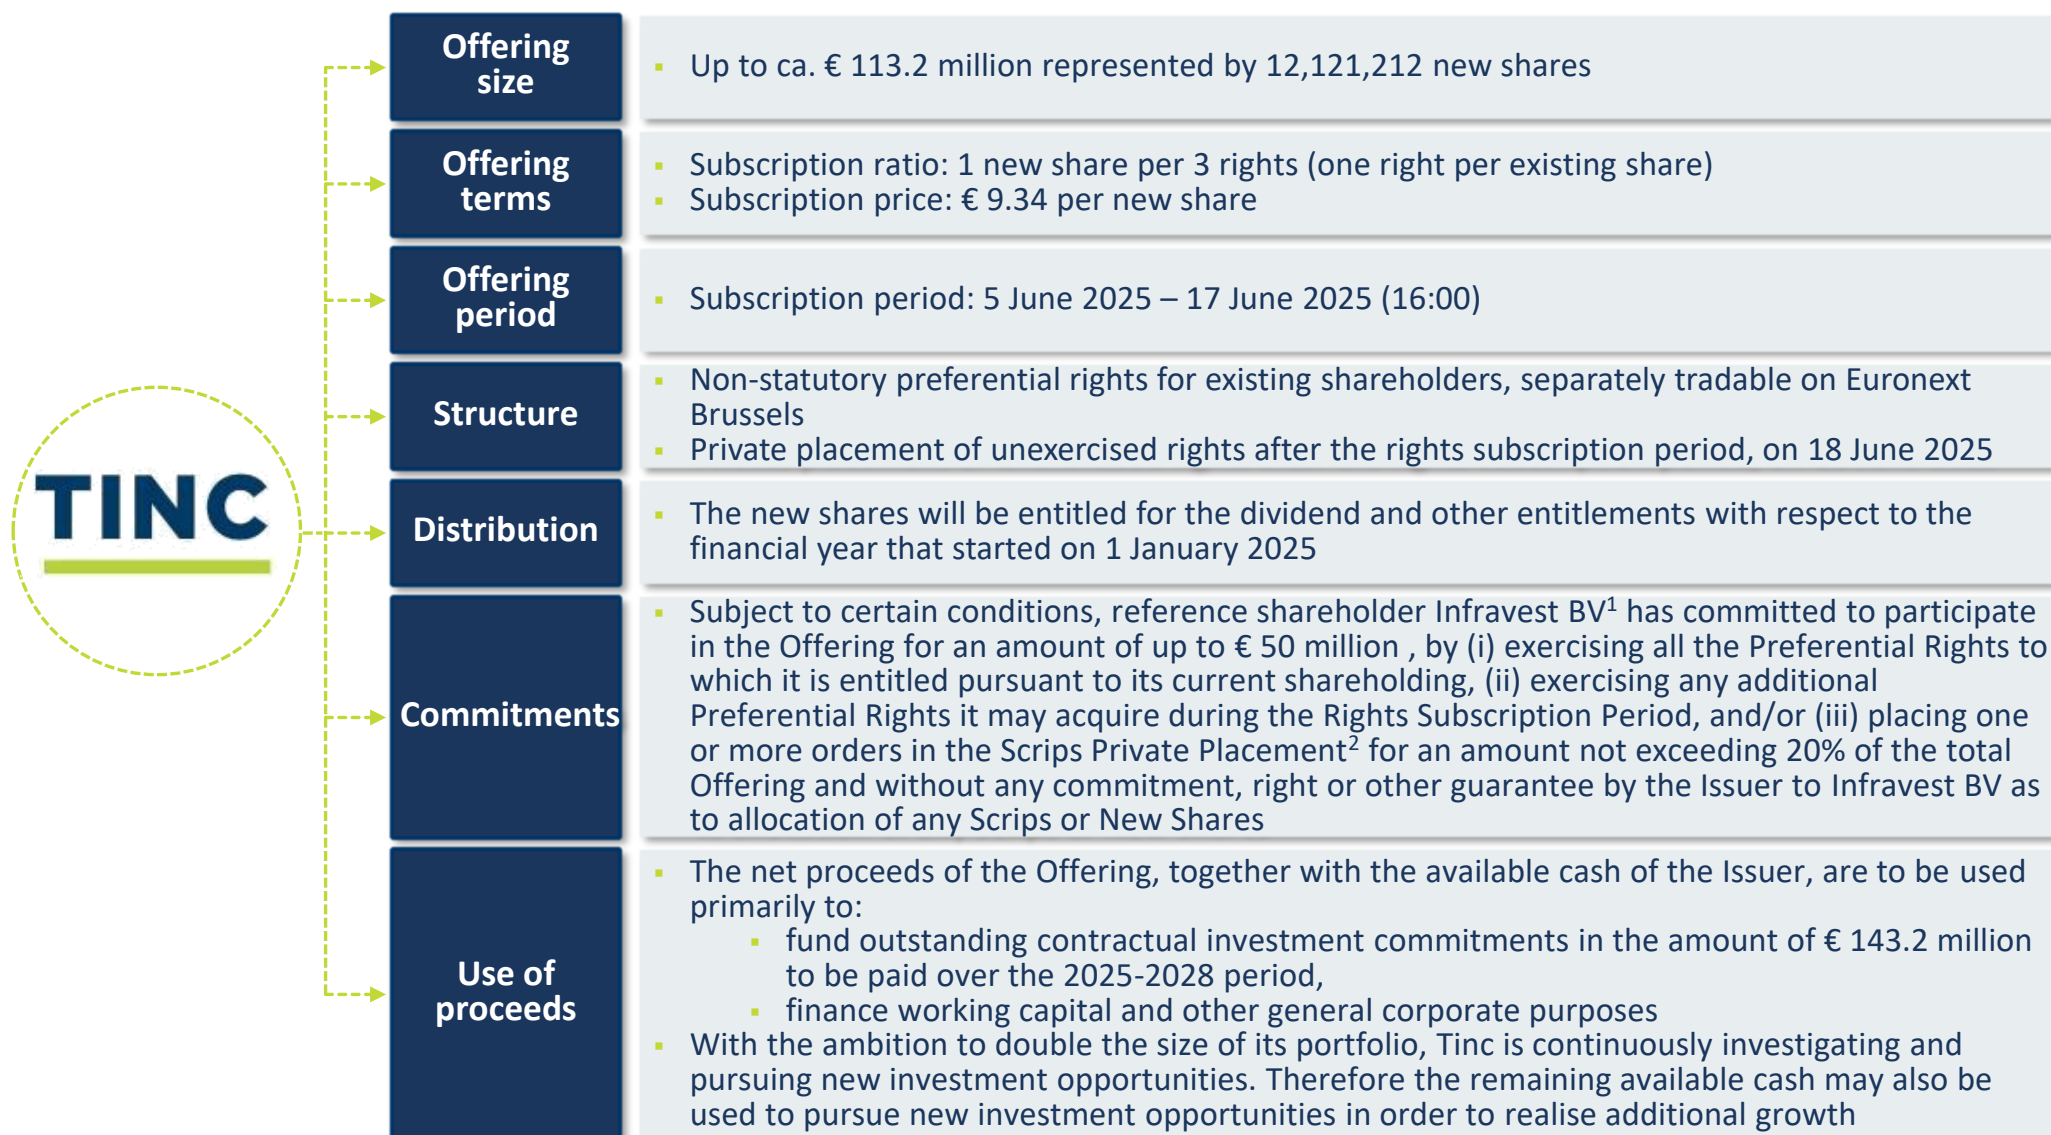 Offering
size
▪ Up to ca. € 113.2 million represented by 12,121,212 new shares
Offering
terms
▪ Subscription ratio: 1 new share per 3 rights (one right per existing share)
▪ Subscription price: € 9.34 per new share
Offering
period
▪ Subscription period: 5 June 2025 – 17 June 2025 (16:00)
Structure
▪ Non-statutory preferential rights for existing shareholders, separately tradable on Euronext
Brussels
▪ Private placement of unexercised rights after the rights subscription period, on 18 June 2025
TINC
Distribution
▪ The new shares will be entitled for the dividend and other entitlements with respect to the
financial year that started on 1 January 2025
Commitments
▪ Subject to certain conditions, reference shareholder Infravest BV¹ has committed to participate
in the Offering for an amount of up to € 50 million , by (i) exercising all the Preferential Rights to
which it is entitled pursuant to its current shareholding, (ii) exercising any additional
Preferential Rights it may acquire during the Rights Subscription Period, and/or (iii) placing one
or more orders in the Scrips Private Placement² for an amount not exceeding 20% of the total
Offering and without any commitment, right or other guarantee by the Issuer to Infravest BV as
to allocation of any Scrips or New Shares
Use of
proceeds
▪ The net proceeds of the Offering, together with the available cash of the Issuer, are to be used
primarily to:
▪ fund outstanding contractual investment commitments in the amount of € 143.2 million
to be paid over the 2025-2028 period,
▪ finance working capital and other general corporate purposes
▪ With the ambition to double the size of its portfolio, Tinc is continuously investigating and
pursuing new investment opportunities. Therefore the remaining available cash may also be
used to pursue new investment opportunities in order to realise additional growth